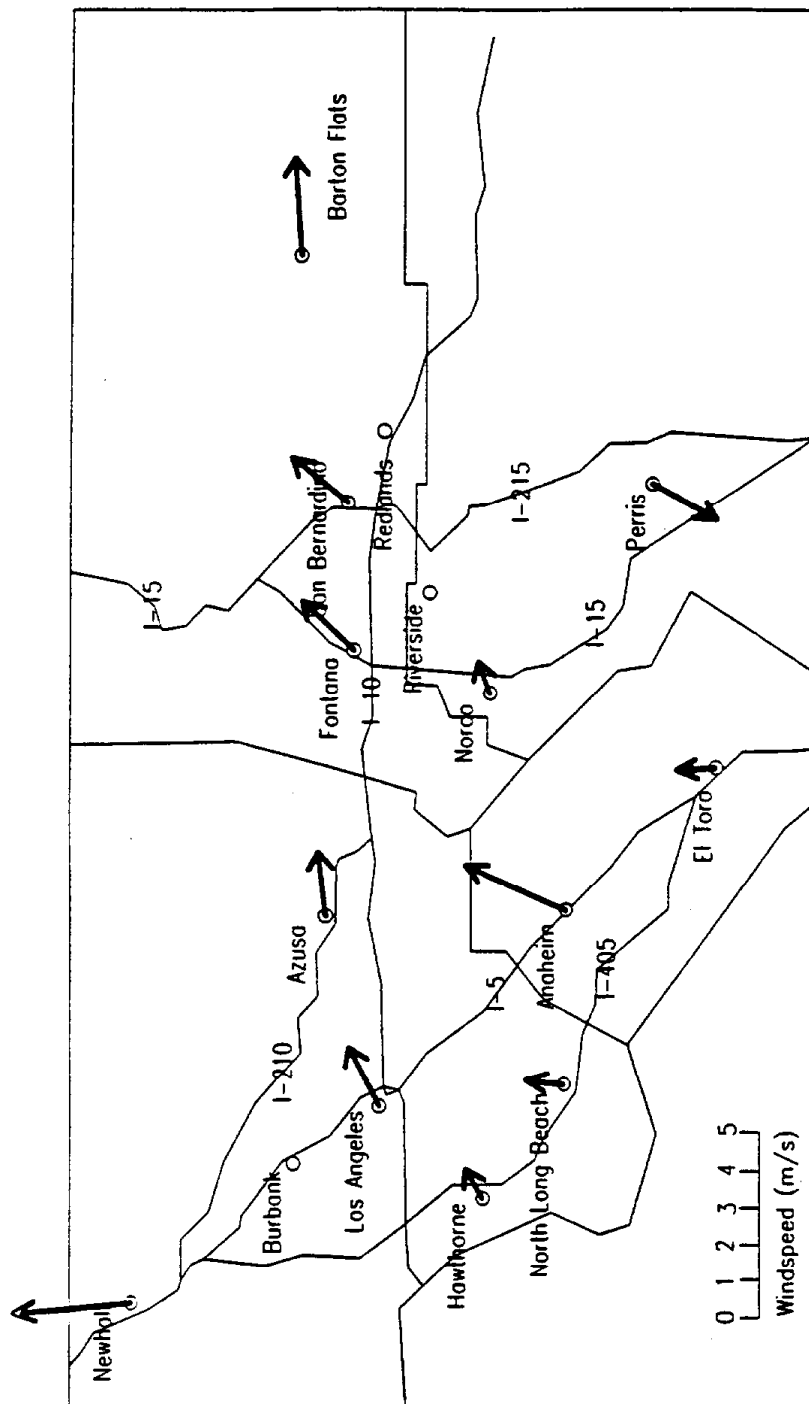 Newhall
Burbank
I-210
Los Angeles
Azusa
Hawthorne
North Long Beach
I-5
Anaheim
I-405
El Toro
I-15
Fontana
I-10
Bernardino
Redlands
Riverside
Norco
I-15
I-215
Perris
Barton Flats
0 1 2 3 4 5
Windspeed (m/s)